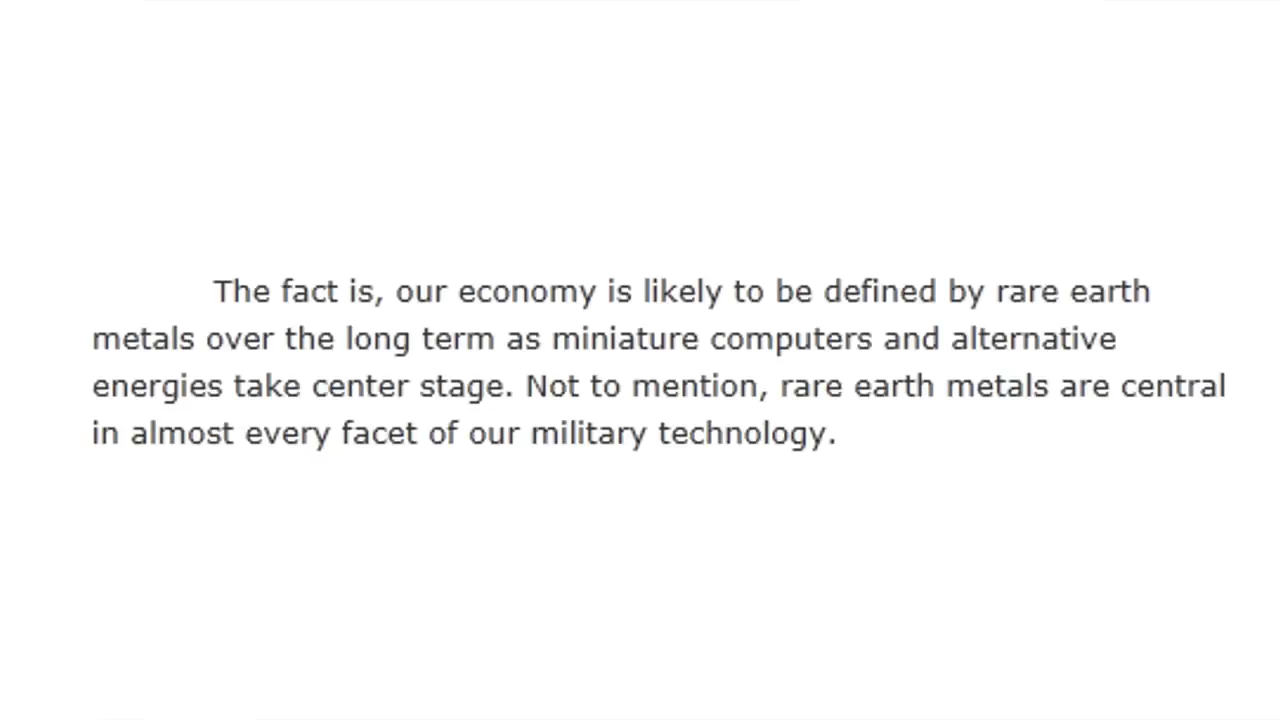 The fact is, our economy is likely to be defined by rare earth
metals over the long term as miniature computers and alternative
energies take center stage. Not to mention, rare earth metals are central
in almost every facet of our military technology.